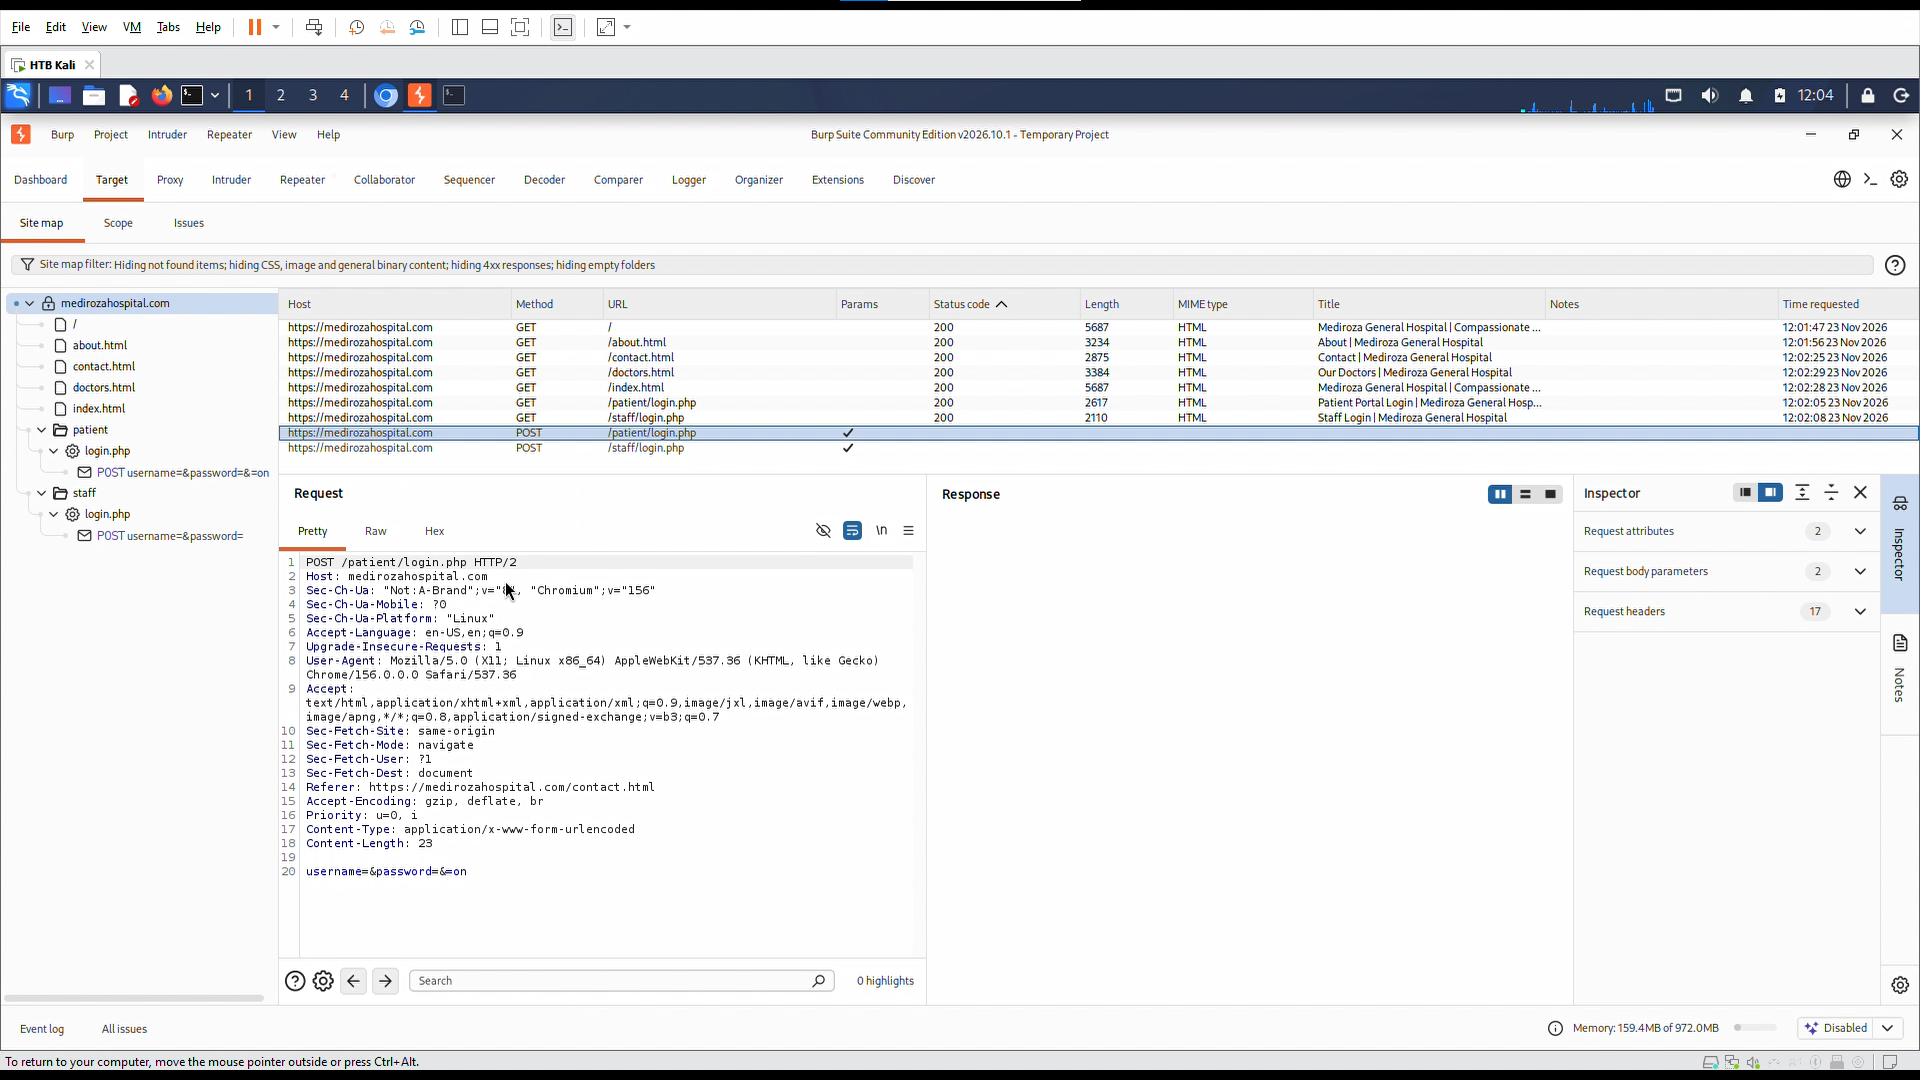 File Edit View VM Tabs Help
HTB Kali
1 2 3 4
12:04
Burp Project Intruder Repeater View Help
Burp Suite Community Edition v2026.10.1 - Temporary Project
Dashboard Target Proxy Intruder Repeater Collaborator Sequencer Decoder Comparer Logger Organizer Extensions Discover
Site map Scope Issues
Site map filter: Hiding not found items; hiding CSS, image and general binary content; hiding 4xx responses; hiding empty folders
medirozahospital.com
/
about.html
contact.html
doctors.html
index.html
patient
login.php
POST username=&password=&=on
staff
login.php
POST username=&password=
Host Method URL Params Status code Length MIME type Title Notes Time requested
https://medirozahospital.com GET / 200 5687 HTML Mediroza General Hospital | Compassionate ... 12:01:47 23 Nov 2026
https://medirozahospital.com GET /about.html 200 3234 HTML About | Mediroza General Hospital 12:01:56 23 Nov 2026
https://medirozahospital.com GET /contact.html 200 2875 HTML Contact | Mediroza General Hospital 12:02:25 23 Nov 2026
https://medirozahospital.com GET /doctors.html 200 3384 HTML Our Doctors | Mediroza General Hospital 12:02:29 23 Nov 2026
https://medirozahospital.com GET /index.html 200 5687 HTML Mediroza General Hospital | Compassionate ... 12:02:28 23 Nov 2026
https://medirozahospital.com GET /patient/login.php 200 2617 HTML Patient Portal Login | Mediroza General Hosp... 12:02:05 23 Nov 2026
https://medirozahospital.com GET /staff/login.php 200 2110 HTML Staff Login | Mediroza General Hospital 12:02:08 23 Nov 2026
https://medirozahospital.com POST /patient/login.php ✓
https://medirozahospital.com POST /staff/login.php ✓
Request
Pretty Raw Hex
\n
1 POST /patient/login.php HTTP/2
2 Host: medirozahospital.com
3 Sec-Ch-Ua: "Not:A-Brand";v=" , "Chromium";v="156"
4 Sec-Ch-Ua-Mobile: ?0
5 Sec-Ch-Ua-Platform: "Linux"
6 Accept-Language: en-US,en;q=0.9
7 Upgrade-Insecure-Requests: 1
8 User-Agent: Mozilla/5.0 (X11; Linux x86_64) AppleWebKit/537.36 (KHTML, like Gecko)
Chrome/156.0.0.0 Safari/537.36
9 Accept:
text/html,application/xhtml+xml,application/xml;q=0.9,image/jxl,image/avif,image/webp,
image/apng,*/*;q=0.8,application/signed-exchange;v=b3;q=0.7
10 Sec-Fetch-Site: same-origin
11 Sec-Fetch-Mode: navigate
12 Sec-Fetch-User: ?1
13 Sec-Fetch-Dest: document
14 Referer: https://medirozahospital.com/contact.html
15 Accept-Encoding: gzip, deflate, br
16 Priority: u=0, i
17 Content-Type: application/x-www-form-urlencoded
18 Content-Length: 23
19
20 username=&password=&=on
Search
0 highlights
Response
Inspector
Request attributes 2
Request body parameters 2
Request headers 17
Inspector
Notes
Event log All issues
Memory: 159.4MB of 972.0MB
Disabled
To return to your computer, move the mouse pointer outside or press Ctrl+Alt.